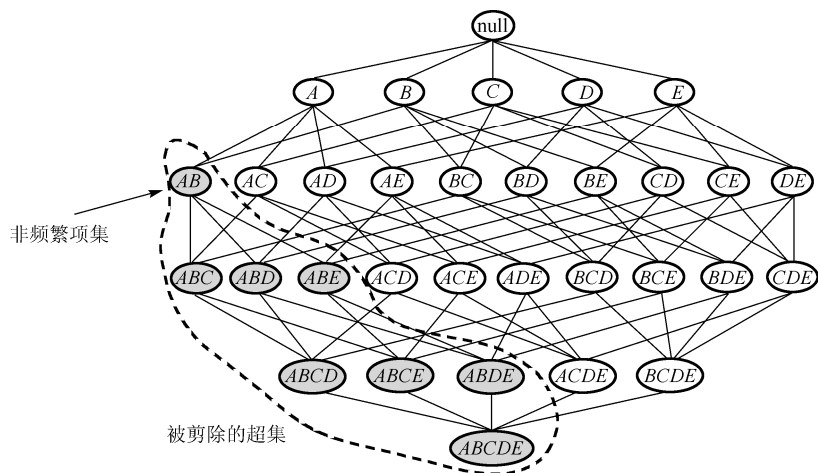 null
A B C D E
AB AC AD AE BC BD BE CD CE DE
非频繁项集
ABC ABD ABE ACD ACE ADE BCD BCE BDE CDE
ABCD ABCE ABDE ACDE BCDE
被剪除的超集
ABCDE